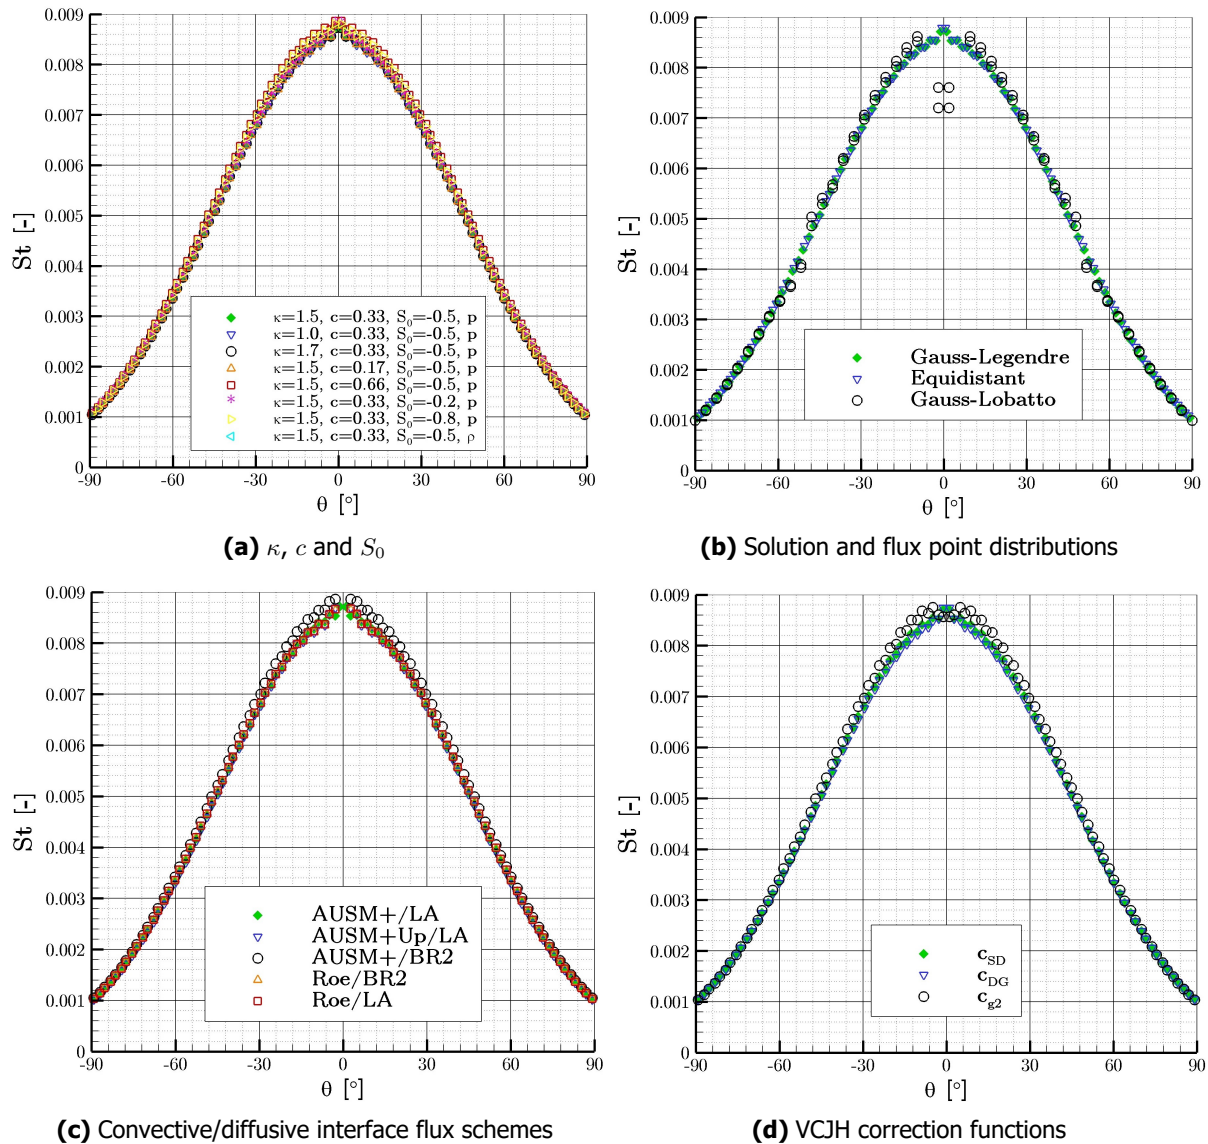 0.009
0.008
0.007
0.006
0.005
0.004
0.003
0.002
0.001
0
St [-]
-90 -60 -30 0 30 60 90
θ [°]
κ=1.5, c=0.33, S₀=-0.5, p
κ=1.0, c=0.33, S₀=-0.5, p
κ=1.7, c=0.33, S₀=-0.5, p
κ=1.5, c=0.17, S₀=-0.5, p
κ=1.5, c=0.66, S₀=-0.5, p
κ=1.5, c=0.33, S₀=-0.2, p
κ=1.5, c=0.33, S₀=-0.8, p
κ=1.5, c=0.33, S₀=-0.5, ρ
(a) κ, c and S₀
0.009
0.008
0.007
0.006
0.005
0.004
0.003
0.002
0.001
0
St [-]
-90 -60 -30 0 30 60 90
θ [°]
Gauss-Legendre
Equidistant
Gauss-Lobatto
(b) Solution and flux point distributions
0.009
0.008
0.007
0.006
0.005
0.004
0.003
0.002
0.001
0
St [-]
-90 -60 -30 0 30 60 90
θ [°]
AUSM+/LA
AUSM+Up/LA
AUSM+/BR2
Roe/BR2
Roe/LA
(c) Convective/diffusive interface flux schemes
0.009
0.008
0.007
0.006
0.005
0.004
0.003
0.002
0.001
0
St [-]
-90 -60 -30 0 30 60 90
θ [°]
c_SD
c_DG
c_g2
(d) VCJH correction functions